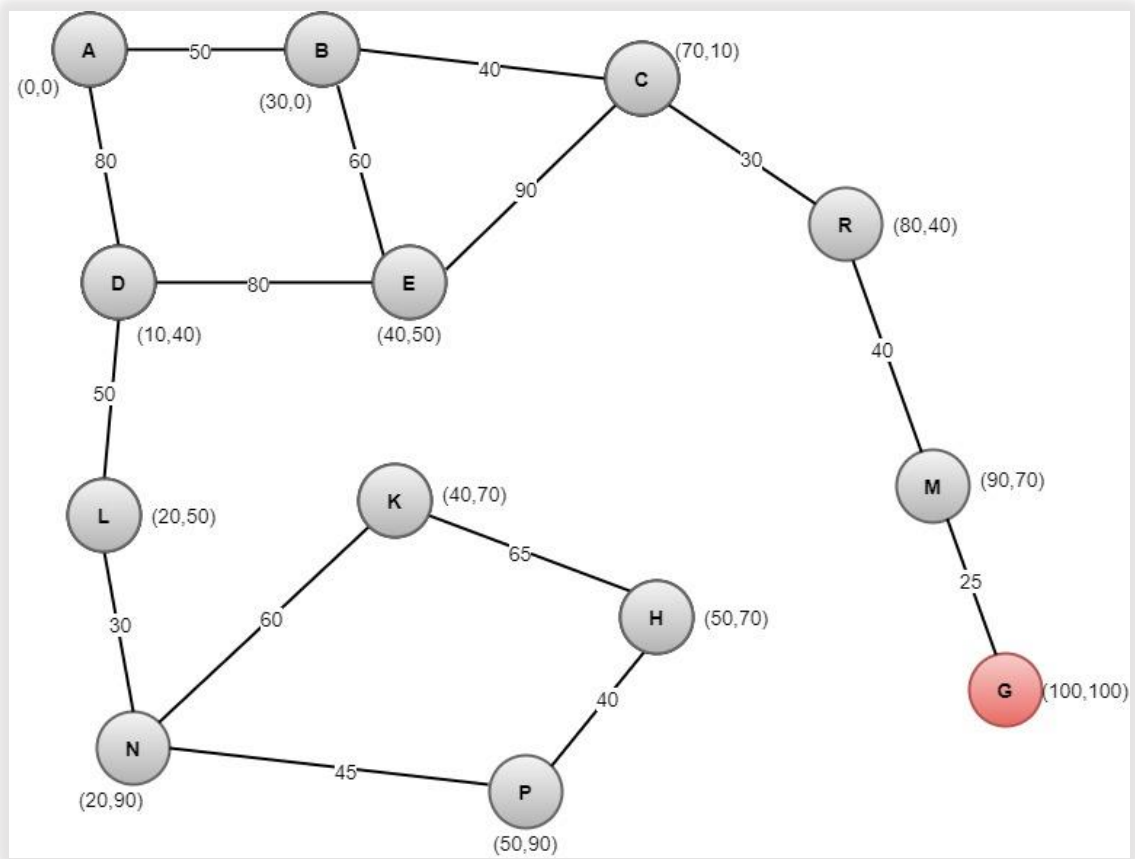 A
50
B
40
C
(70,10)
(0,0)
(30,0)
80
60
90
30
R
(80,40)
D
80
E
(10,40)
(40,50)
40
50
K
(40,70)
M
(90,70)
L
(20,50)
65
25
30
60
H
(50,70)
40
G
(100,100)
N
45
P
(20,90)
(50,90)